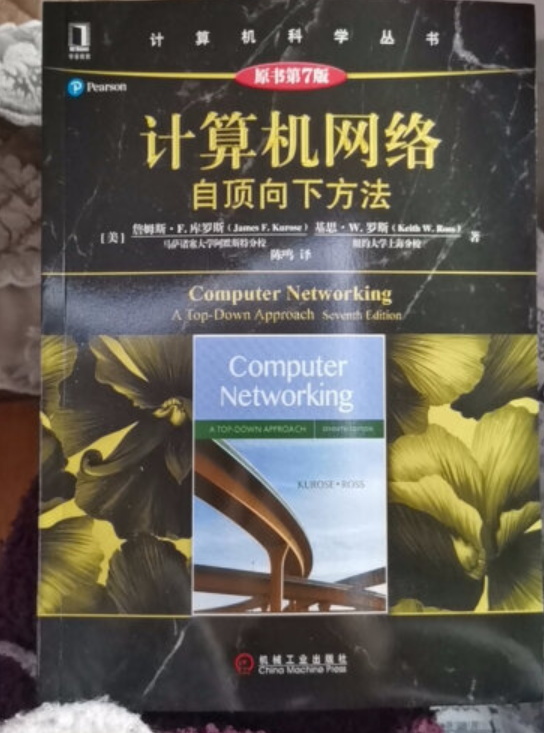 华章教育
计算机科学丛书
Pearson
原书第7版
计算机网络
自顶向下方法
[美] 詹姆斯·F. 库罗斯 (James F. Kurose) 基思·W. 罗斯 (Keith W. Ross) 著
马萨诸塞大学阿默斯特分校 纽约大学上海分校
陈鸣 译
Computer Networking
A Top-Down Approach Seventh Edition
Computer
Networking
A TOP-DOWN APPROACH SEVENTH EDITION
KUROSE • ROSS
机械工业出版社
China Machine Press